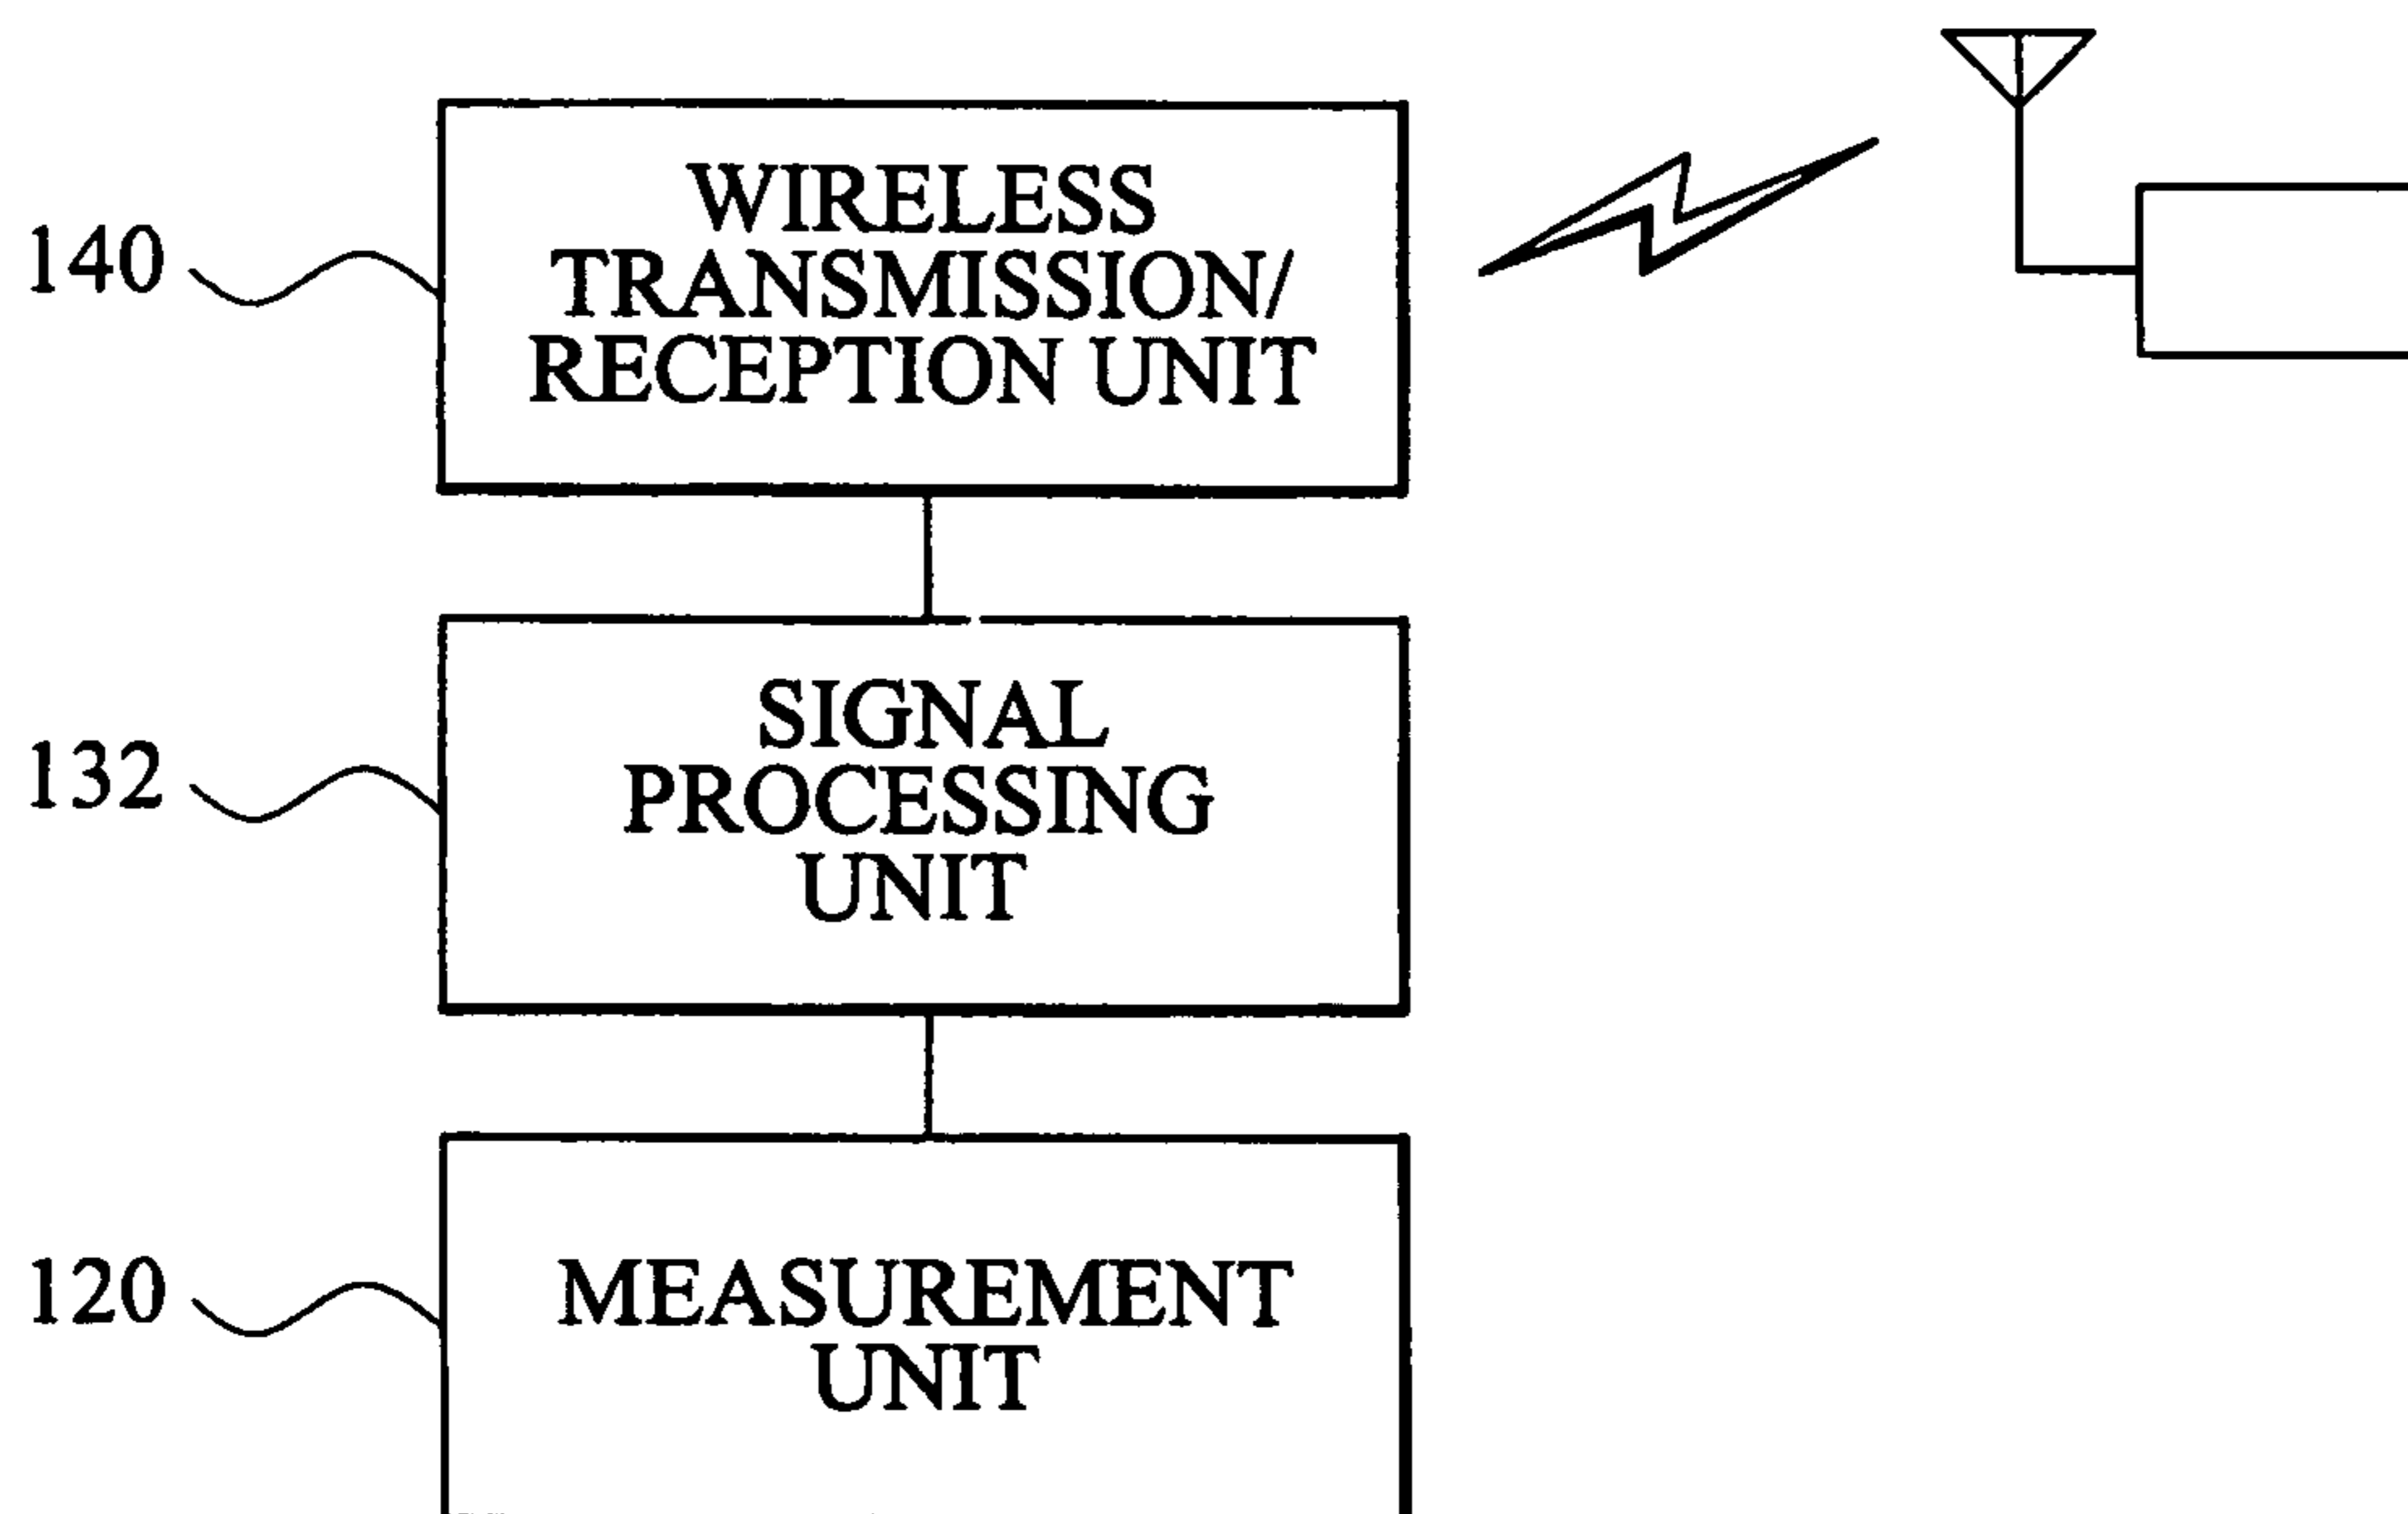 WIRELESS
TRANSMISSION/
RECEPTION UNIT
140
SIGNAL
PROCESSING
UNIT
132
MEASUREMENT
UNIT
120